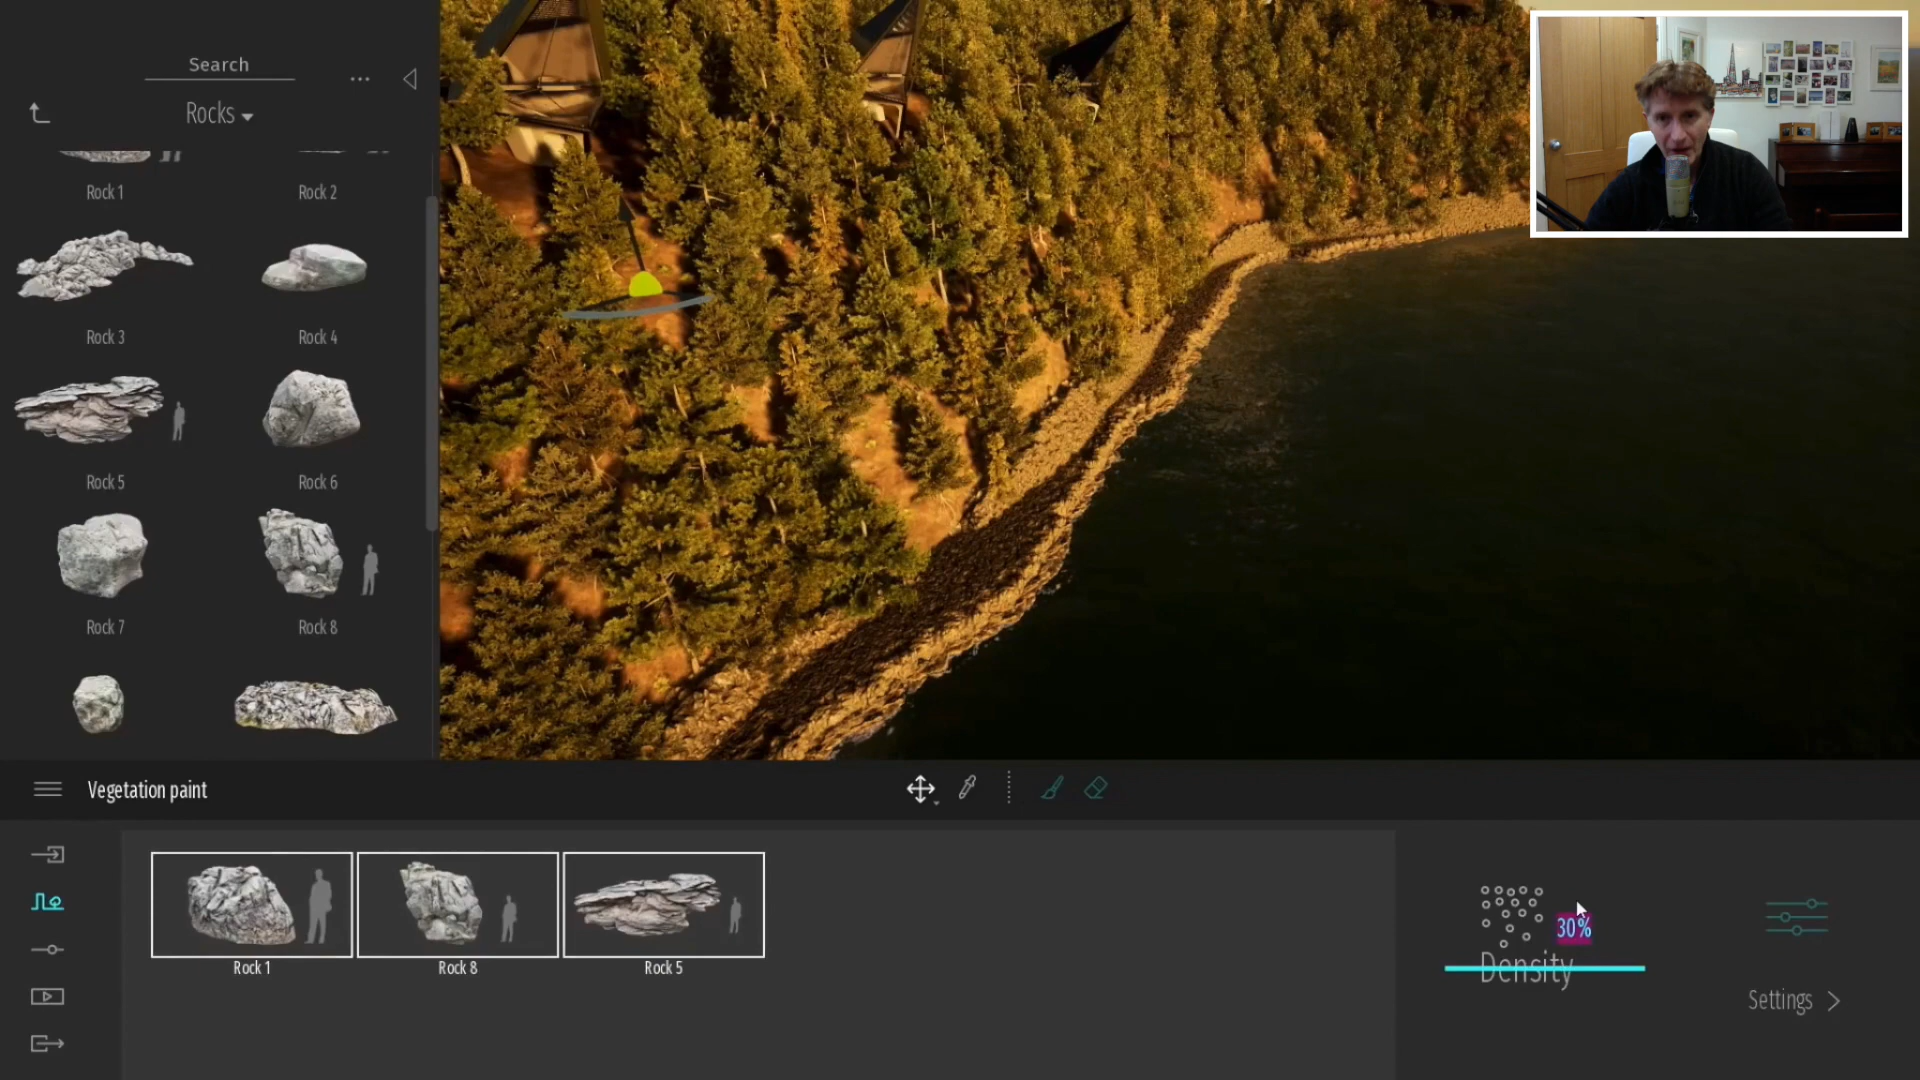 Search
Rocks
Rock 1
Rock 2
Rock 3
Rock 4
Rock 5
Rock 6
Rock 7
Rock 8
Vegetation paint
Rock 1
Rock 8
Rock 5
30%
Density
Settings